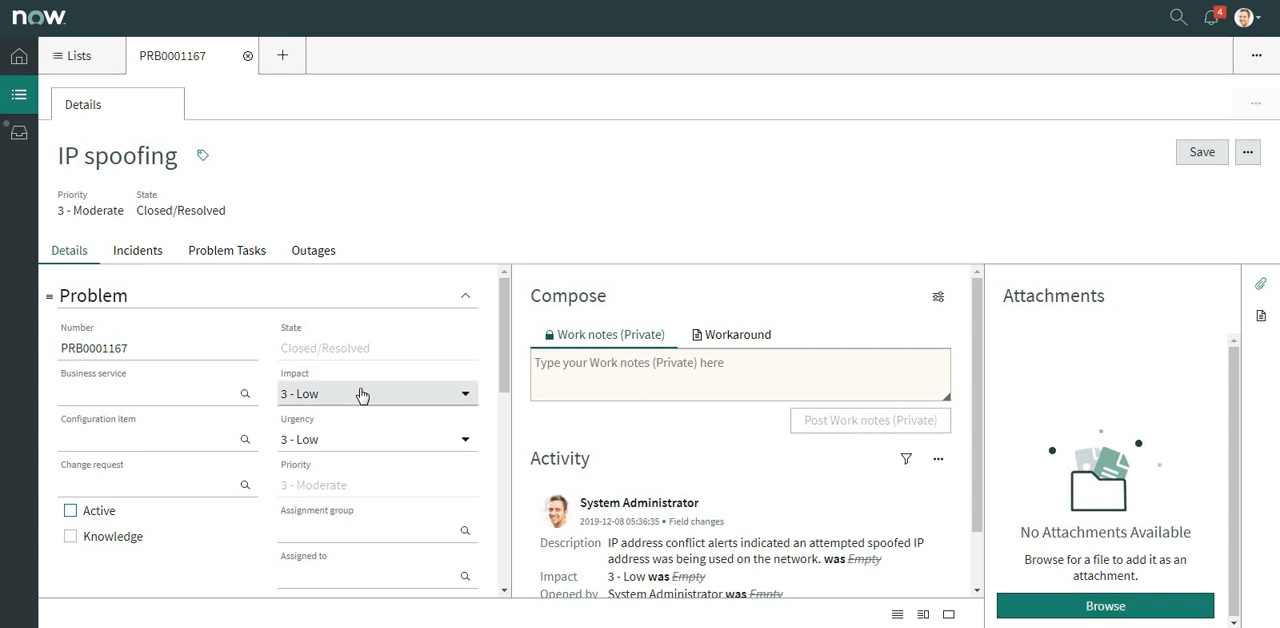 now.
4
Lists
PRB0001167
Details
IP spoofing
Save
Priority
State
3 - Moderate
Closed/Resolved
Details
Incidents
Problem Tasks
Outages
Problem
Number
PRB0001167
Business service
Configuration item
Change request
Active
Knowledge
State
Closed/Resolved
Impact
3 - Low
Urgency
3 - Low
Priority
3 - Moderate
Assignment group
Assigned to
Compose
Work notes (Private)
Workaround
Type your Work notes (Private) here
Post Work notes (Private)
Activity
System Administrator
2019-12-08 05:36:35 • Field changes
Description IP address conflict alerts indicated an attempted spoofed IP
address was being used on the network. was Empty
Impact 3 - Low was Empty
Opened by System Administrator was Empty
Attachments
No Attachments Available
Browse for a file to add it as an
attachment.
Browse